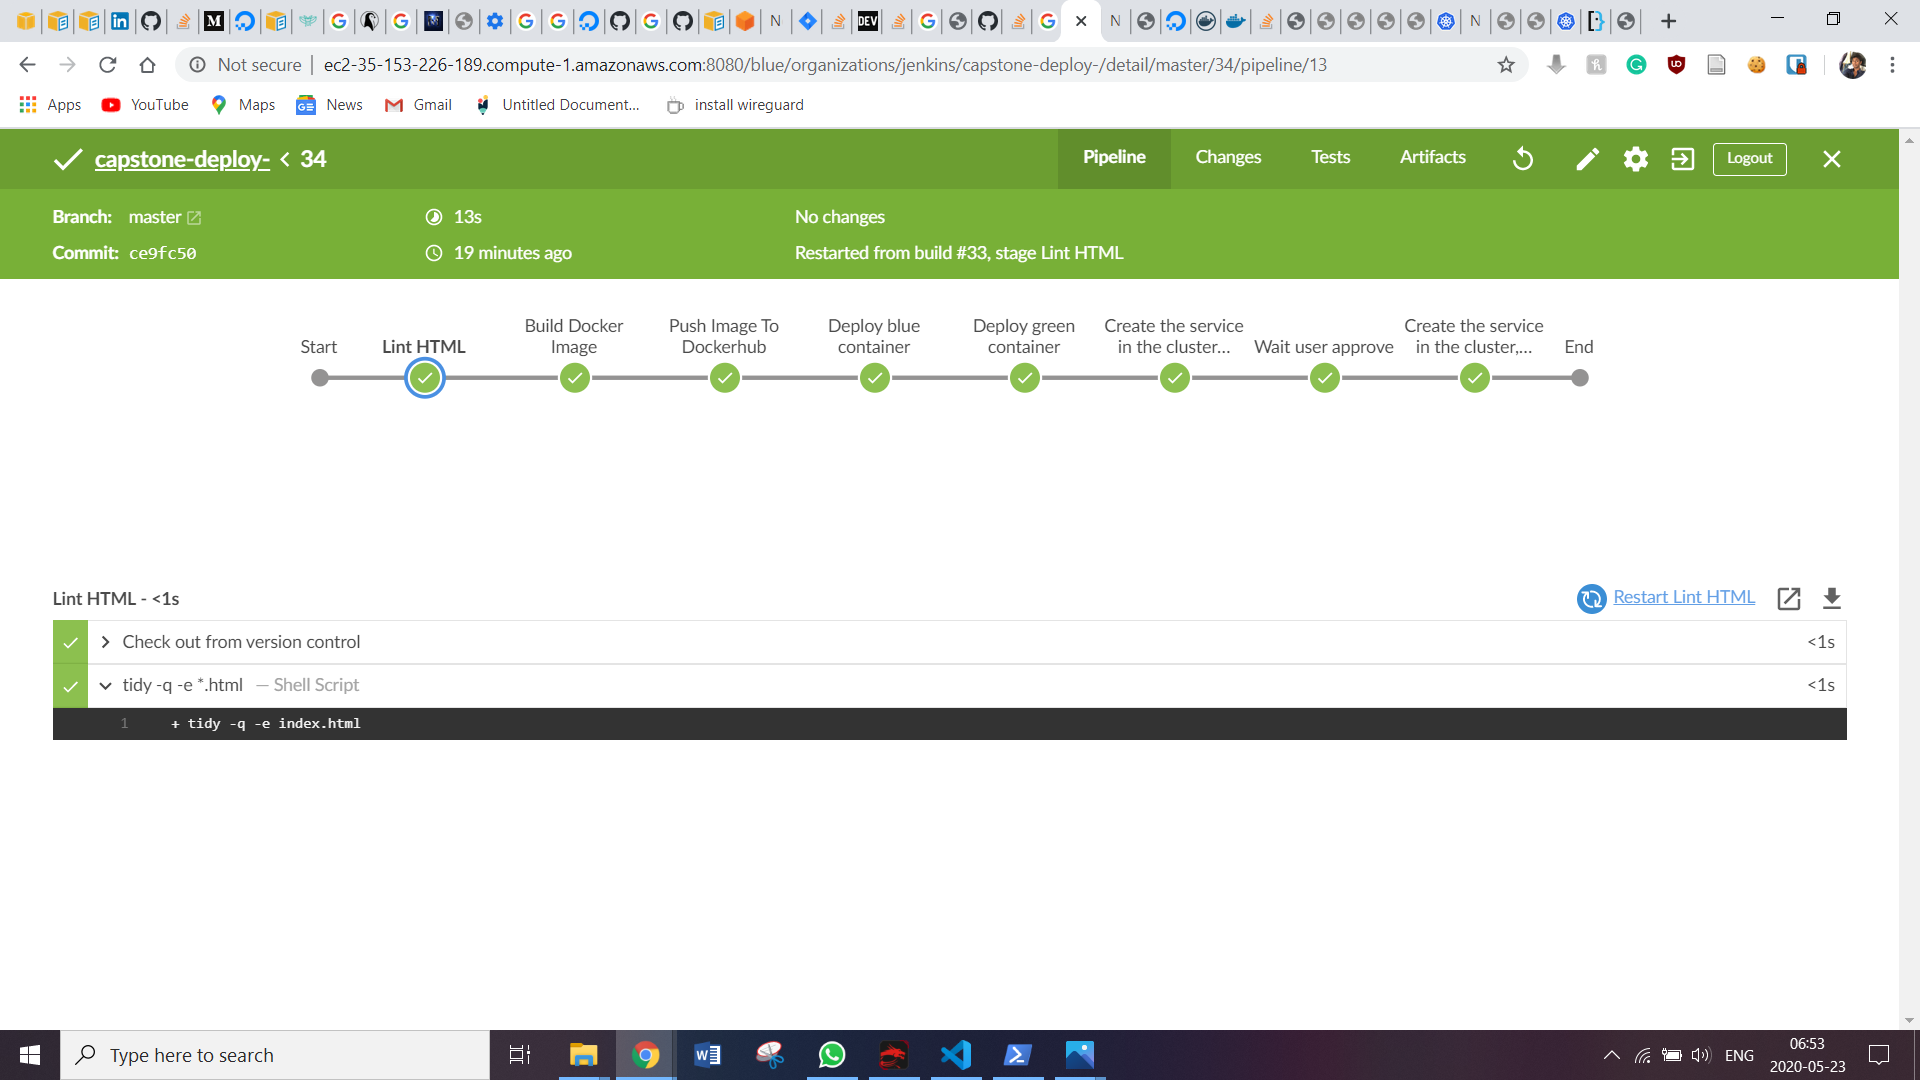 Not secure | ec2-35-153-226-189.compute-1.amazonaws.com:8080/blue/organizations/jenkins/capstone-deploy-/detail/master/34/pipeline/13
Apps YouTube Maps News Gmail Untitled Document... install wireguard
capstone-deploy- < 34
Pipeline Changes Tests Artifacts Logout
Branch: master 13s No changes
Commit: ce9fc50 19 minutes ago Restarted from build #33, stage Lint HTML
Start
Lint HTML
Build Docker
Image
Push Image To
Dockerhub
Deploy blue
container
Deploy green
container
Create the service
in the cluster...
Wait user approve
Create the service
in the cluster,...
End
Lint HTML - <1s Restart Lint HTML
Check out from version control <1s
tidy -q -e *.html — Shell Script <1s
1 + tidy -q -e index.html
Type here to search
ENG
06:53
2020-05-23